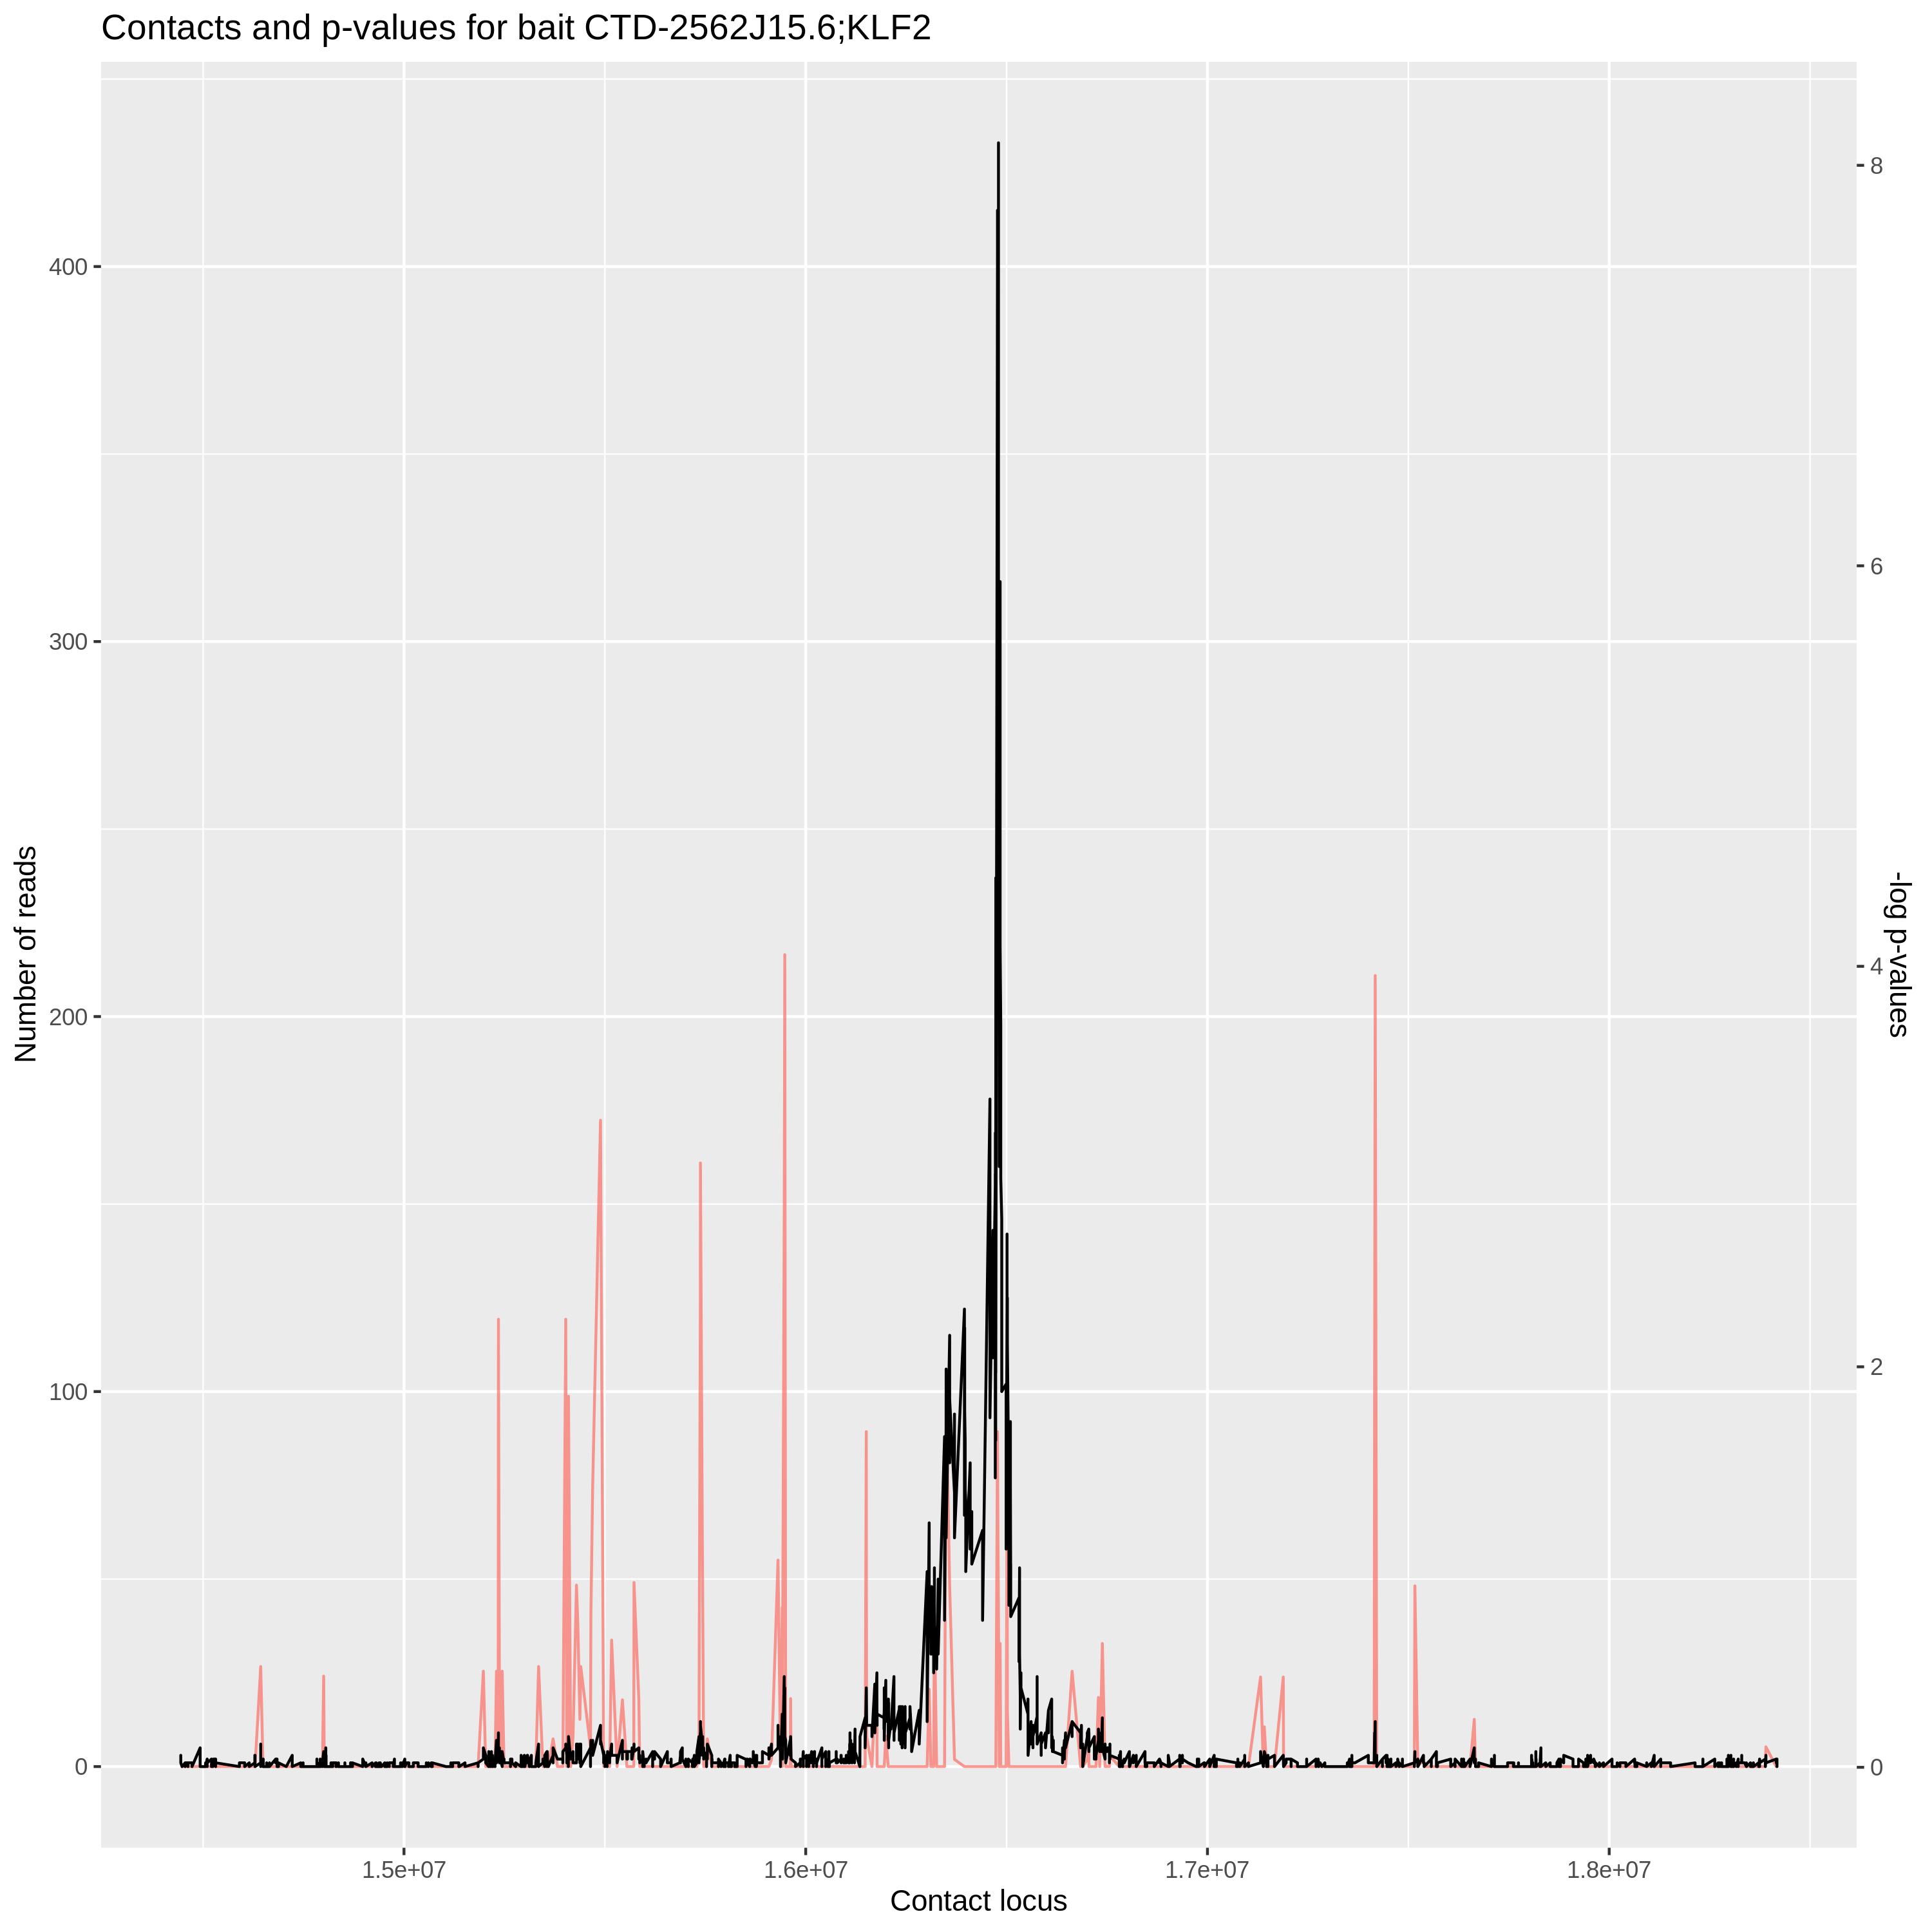 Contacts and p-values for bait CTD-2562J15.6;KLF2
Number of reads
400
300
200
100
0
8
6
4
2
0
-log p-values
1.5e+07 1.6e+07 1.7e+07 1.8e+07
Contact locus